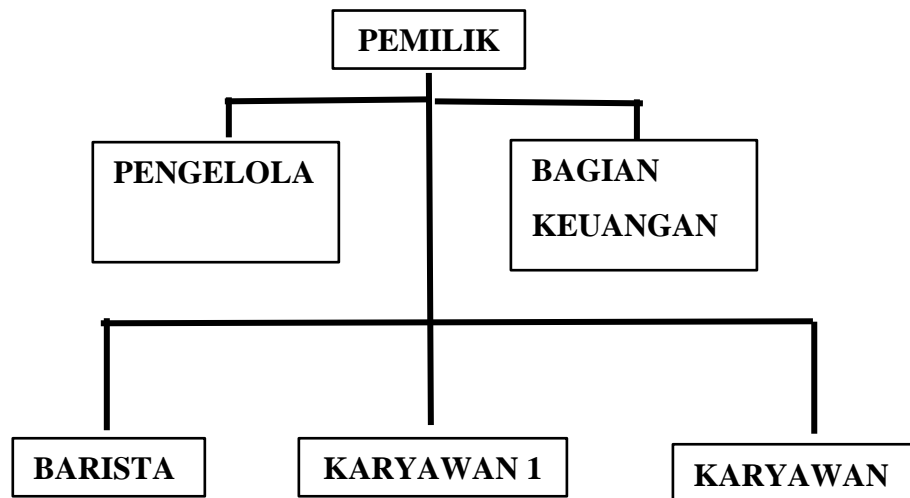 PEMILIK
PENGELOLA
BAGIAN
KEUANGAN
BARISTA
KARYAWAN 1
KARYAWAN